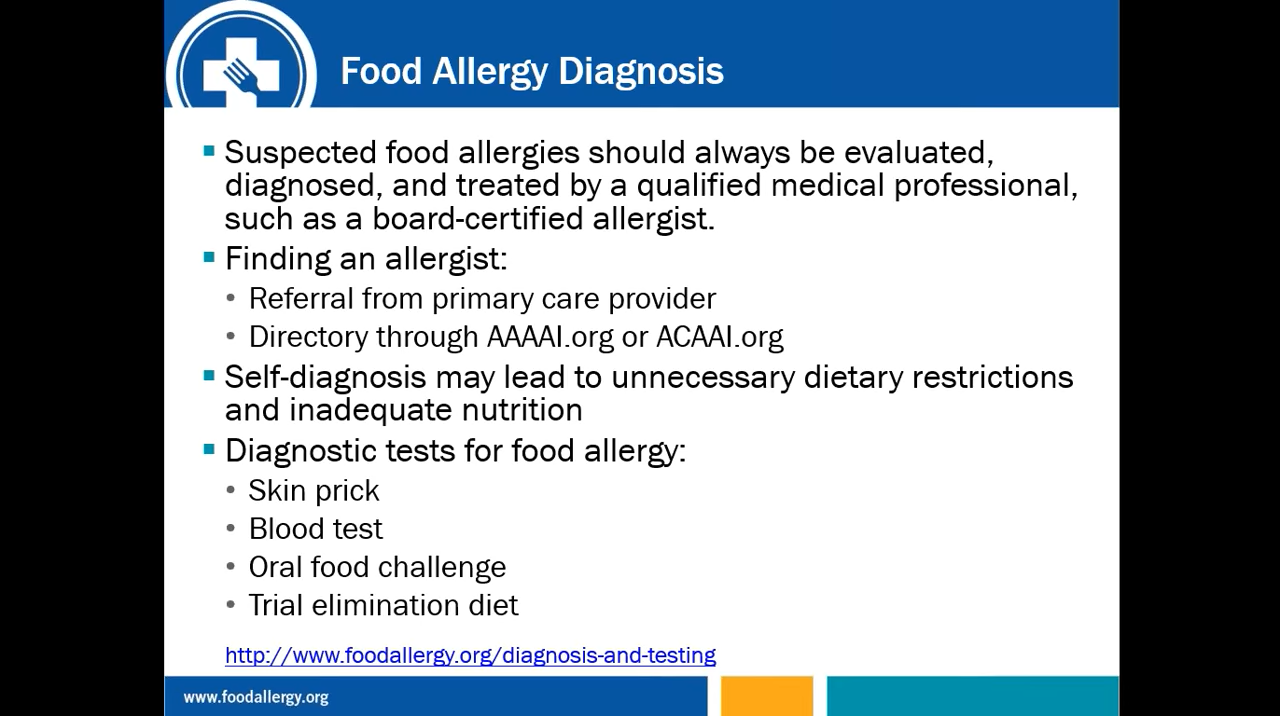 Food Allergy Diagnosis
Suspected food allergies should always be evaluated,
diagnosed, and treated by a qualified medical professional,
such as a board-certified allergist.
Finding an allergist:
Referral from primary care provider
Directory through AAAAI.org or ACAAI.org
Self-diagnosis may lead to unnecessary dietary restrictions
and inadequate nutrition
Diagnostic tests for food allergy:
Skin prick
Blood test
Oral food challenge
Trial elimination diet
http://www.foodallergy.org/diagnosis-and-testing
www.foodallergy.org